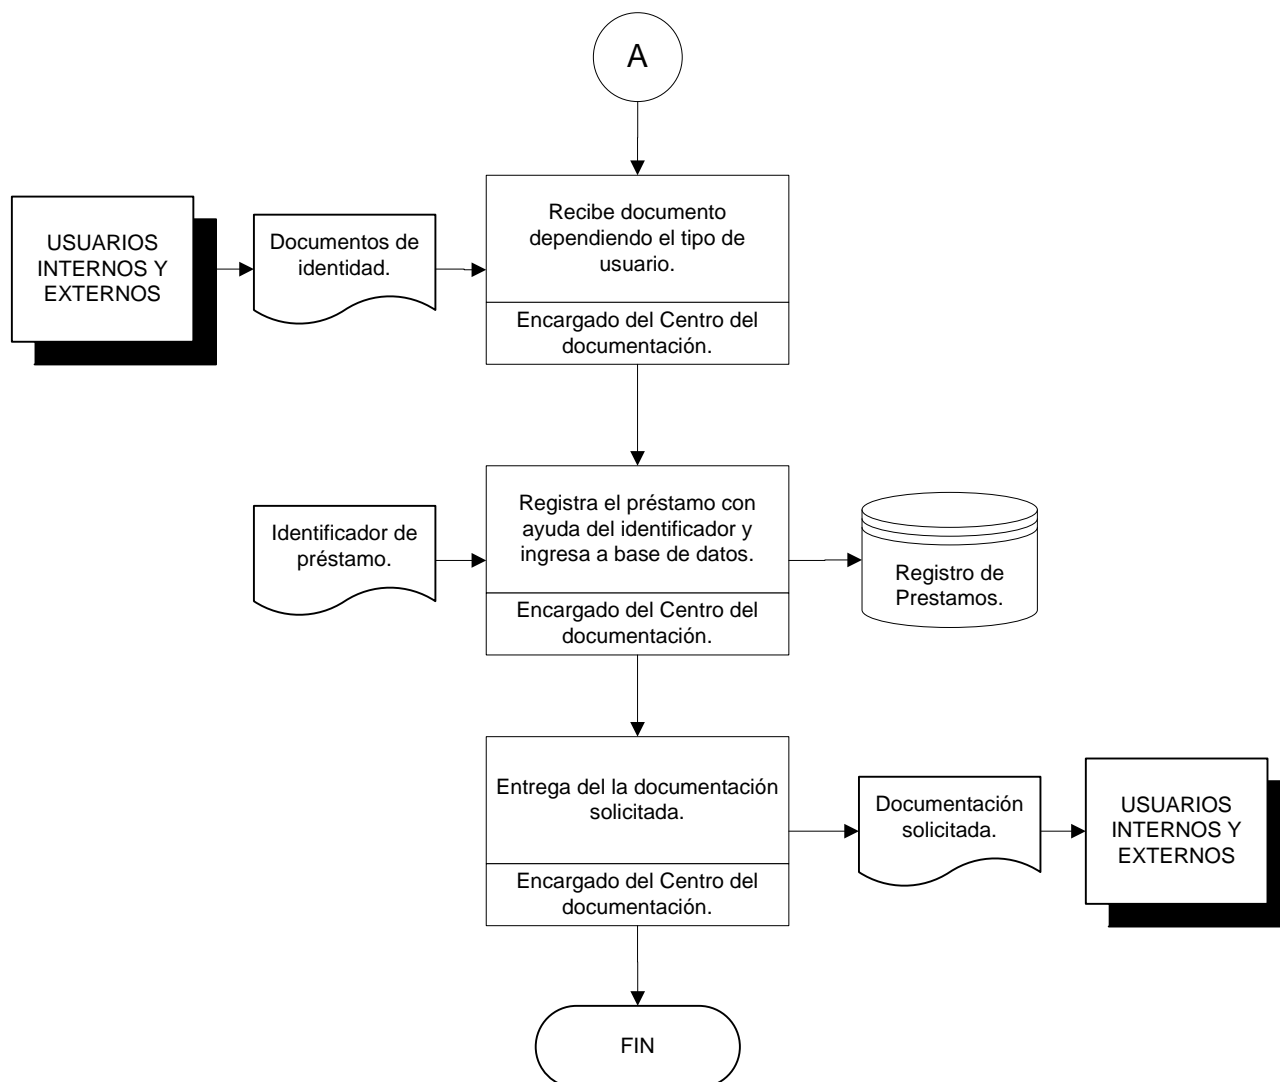 A
USUARIOS
INTERNOS Y
EXTERNOS
Documentos de
identidad.
Recibe documento
dependiendo el tipo de
usuario.
Encargado del Centro del
documentación.
Identificador de
préstamo.
Registra el préstamo con
ayuda del identificador y
ingresa a base de datos.
Encargado del Centro del
documentación.
Registro de
Prestamos.
Entrega del la documentación
solicitada.
Encargado del Centro del
documentación.
Documentación
solicitada.
USUARIOS
INTERNOS Y
EXTERNOS
FIN